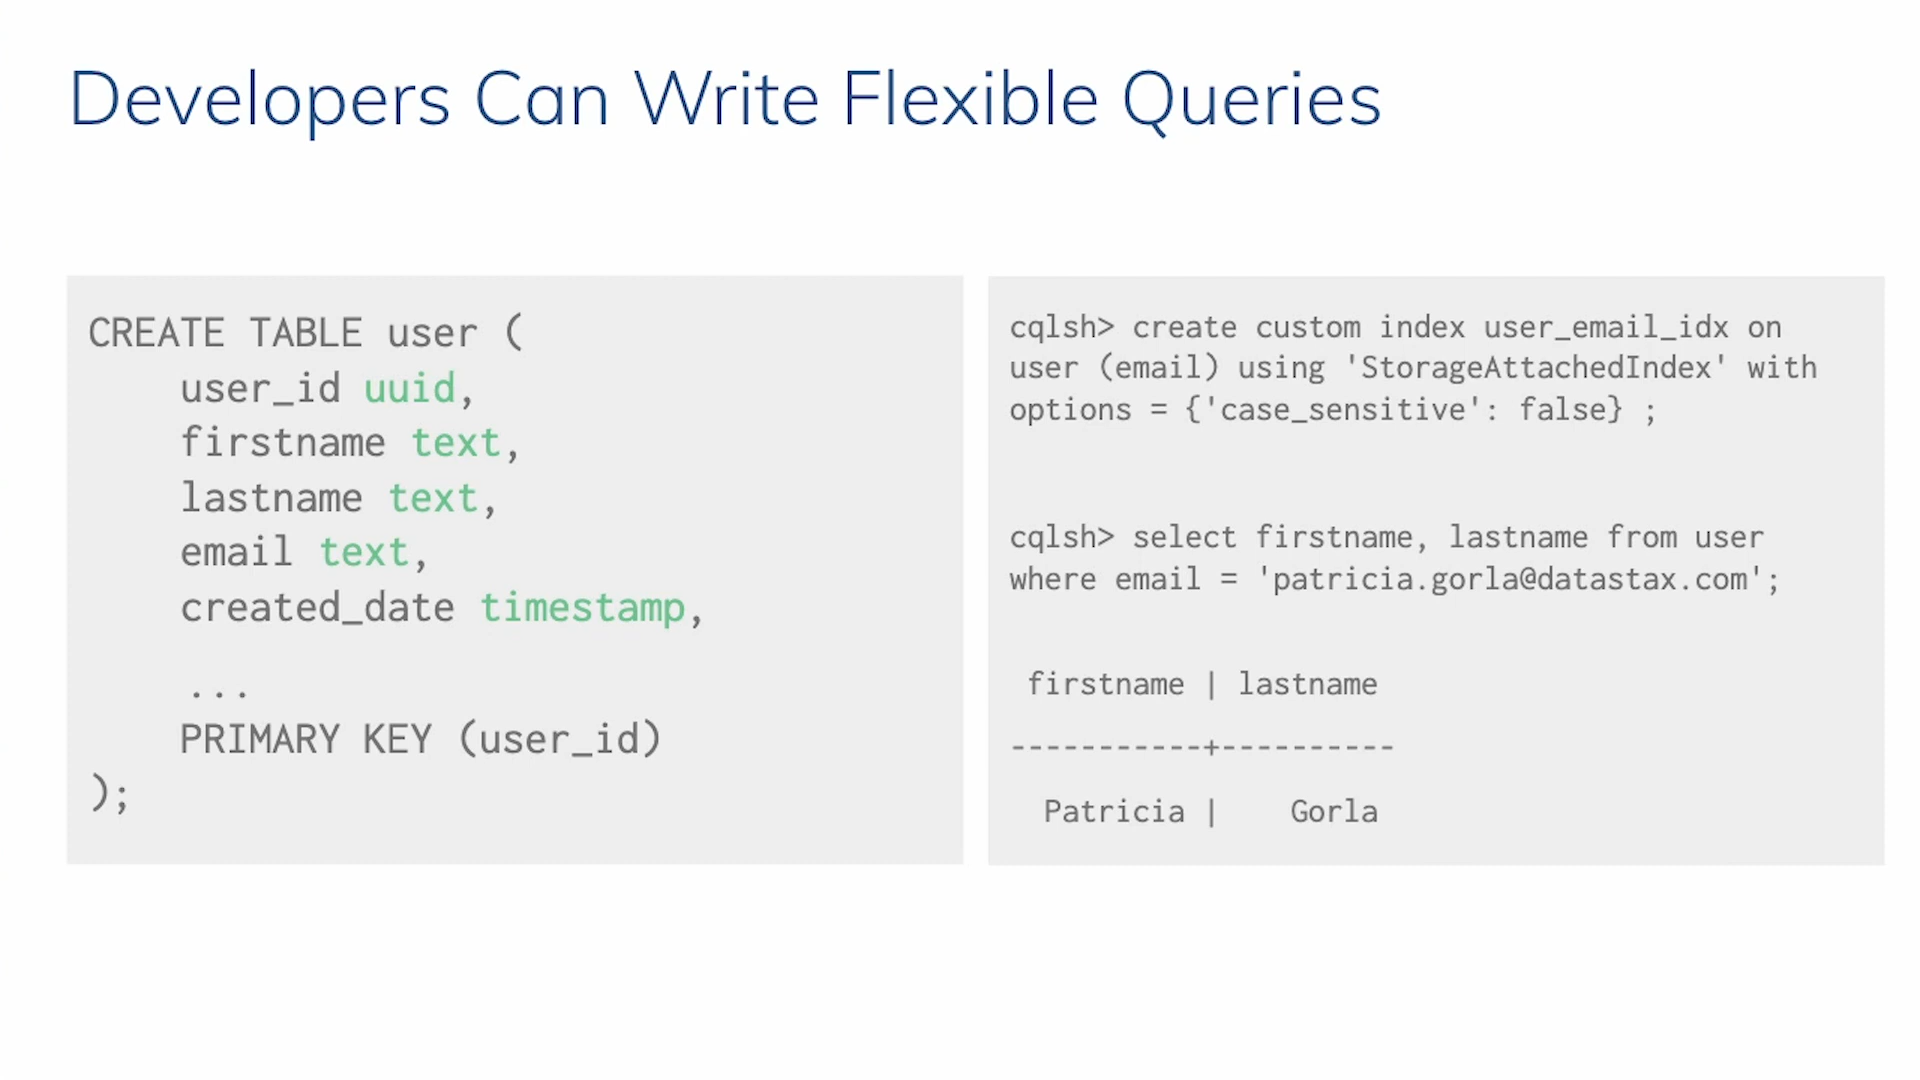 Developers Can Write Flexible Queries
CREATE TABLE user (
user_id uuid,
firstname text,
lastname text,
email text,
created_date timestamp,
...
PRIMARY KEY (user_id)
);
cqlsh> create custom index user_email_idx on
user (email) using 'StorageAttachedIndex' with
options = {'case_sensitive': false} ;
cqlsh> select firstname, lastname from user
where email = 'patricia.gorla@datastax.com';
firstname | lastname
-----------+----------
Patricia |    Gorla